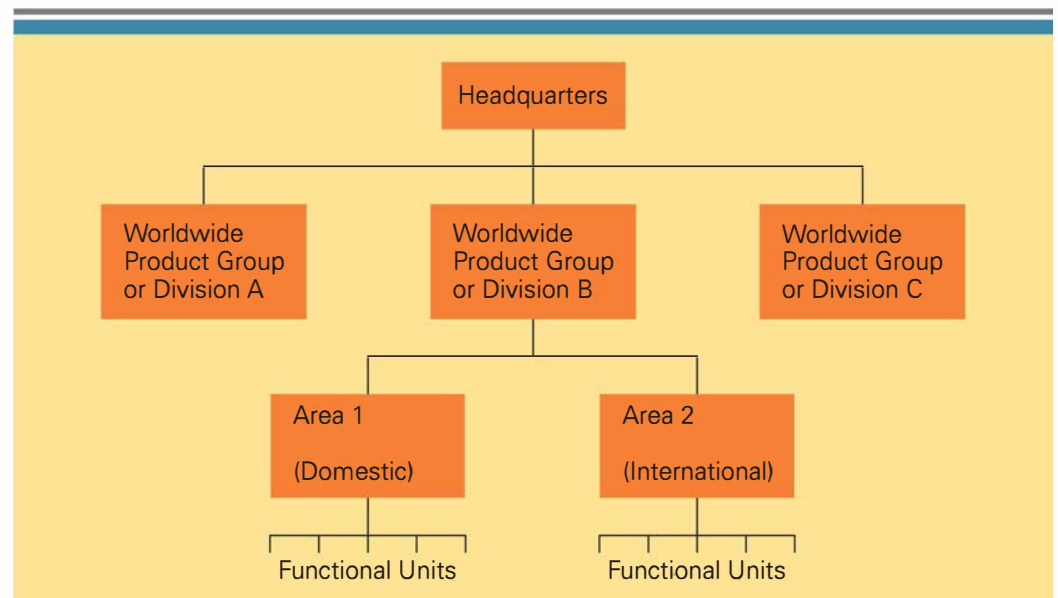 Headquarters
Worldwide
Product Group
or Division A
Worldwide
Product Group
or Division B
Worldwide
Product Group
or Division C
Area 1
(Domestic)
Area 2
(International)
Functional Units
Functional Units